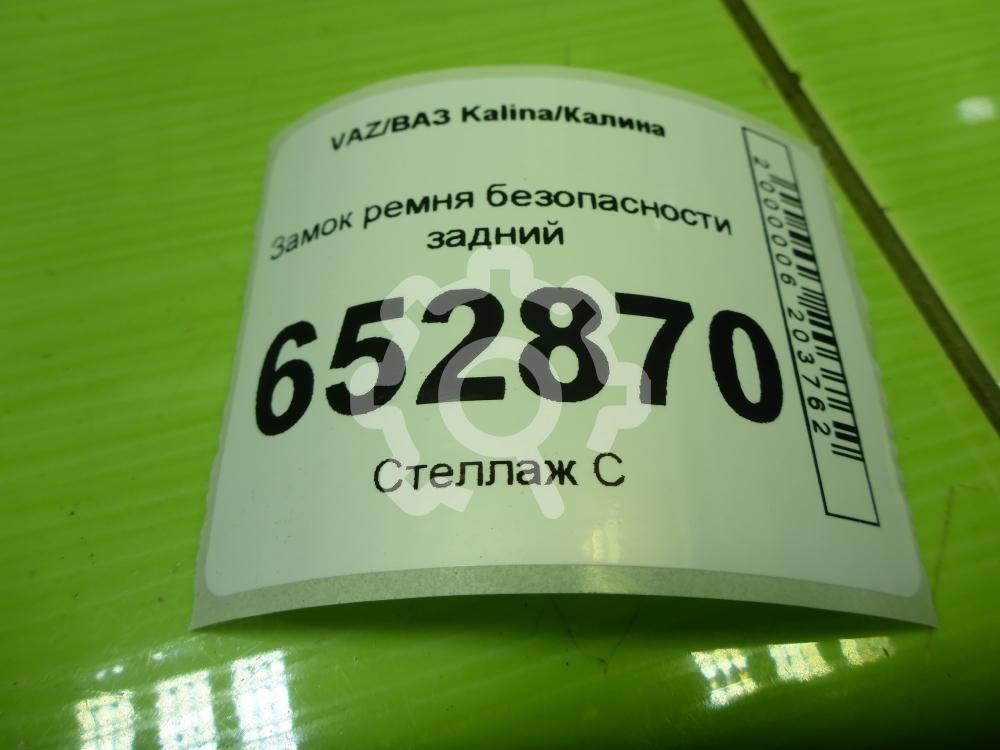 VAZ/ВАЗ Kalina/Калина
Замок ремня безопасности
задний
652870
Стеллаж С
2000006203762